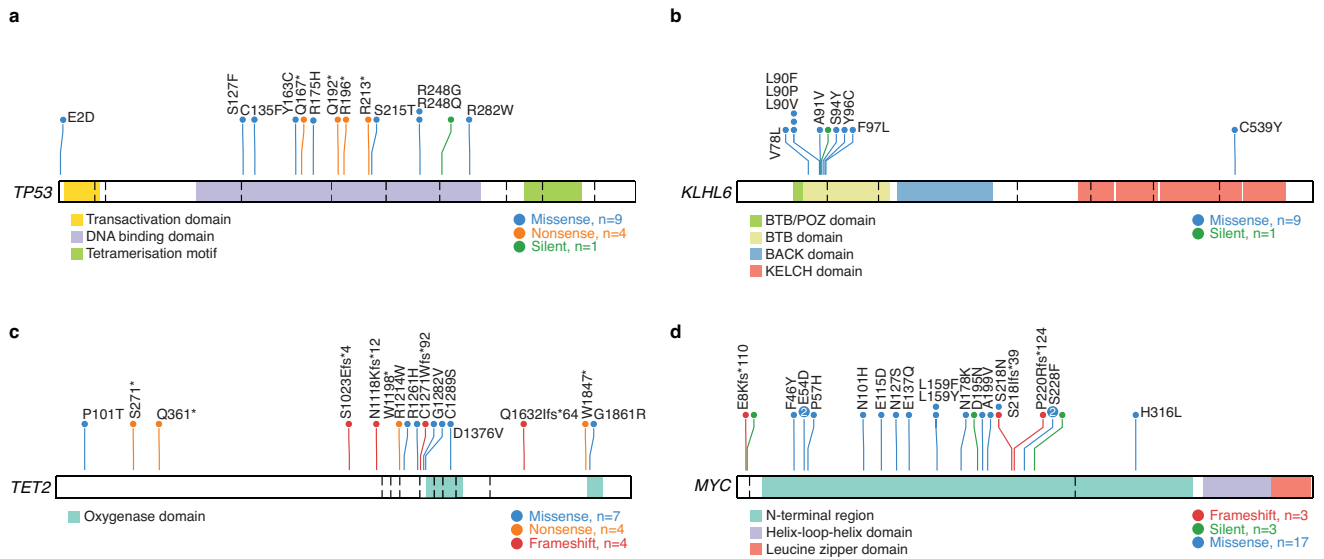 a
S127F
C135F
Y163C
Q167*
R175H
Q192*
R196*
R213*
S215T
R248G
R248Q
R282W
E2D
TP53
Transactivation domain
DNA binding domain
Tetramerisation motif
Missense, n=9
Nonsense, n=4
Silent, n=1
b
L90F
L90P
L90V
V78L
A91V
S94Y
Y96C
F97L
C539Y
KLHL6
BTB/POZ domain
BTB domain
BACK domain
KELCH domain
Missense, n=9
Silent, n=1
c
P101T
S271*
Q361*
S1023Efs*4
N1118Kfs*12
W1198*
R1214W
R1261H
C1271Wfs*92
G1282V
C1289S
D1376V
Q1632Ifs*64
W1847*
G1861R
TET2
Oxygenase domain
Missense, n=7
Nonsense, n=4
Frameshift, n=4
d
E8Kfs*110
F46Y
E54D
2
P57H
N101H
E115D
N127S
E137Q
L159F
L159Y
N178K
D195N
A199V
S218N
S218Ifs*39
P220Rfs*124
S228F
2
H316L
MYC
N-terminal region
Helix-loop-helix domain
Leucine zipper domain
Frameshift, n=3
Silent, n=3
Missense, n=17